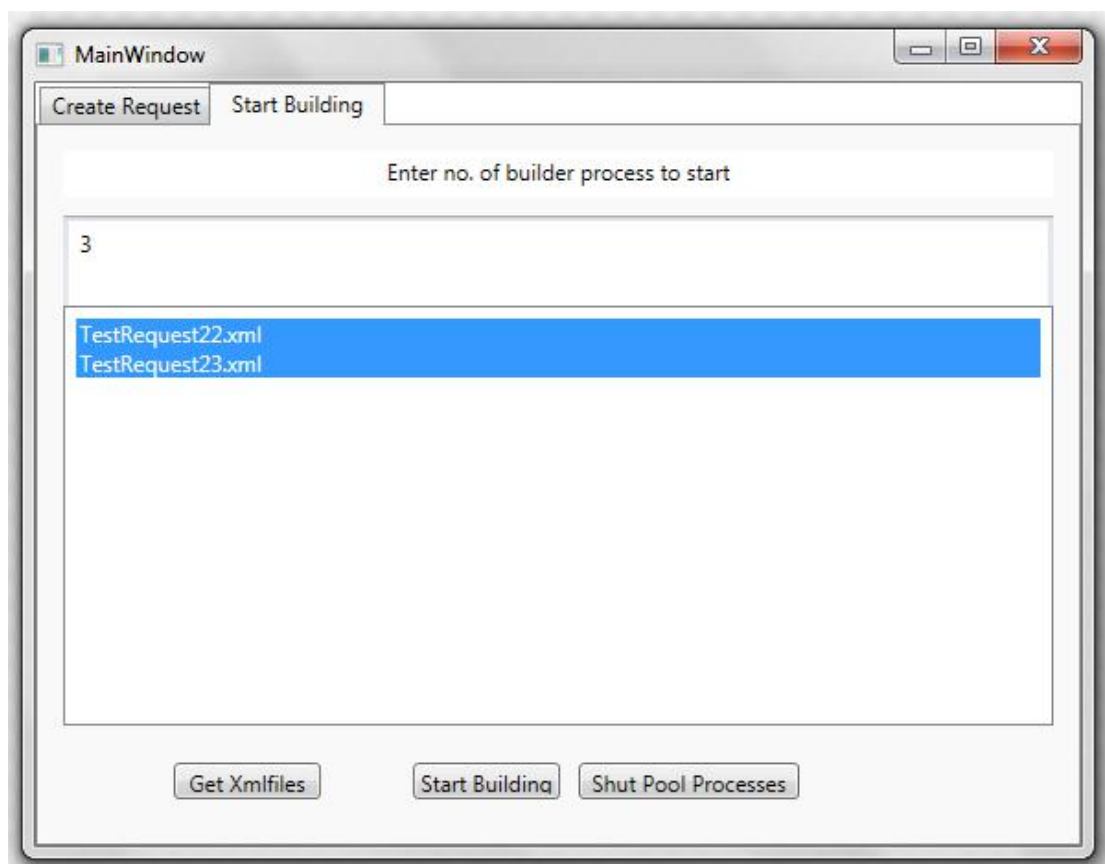 MainWindow
Create Request Start Building
Enter no. of builder process to start
3
TestRequest22.xml
TestRequest23.xml
Get Xmlfiles Start Building Shut Pool Processes